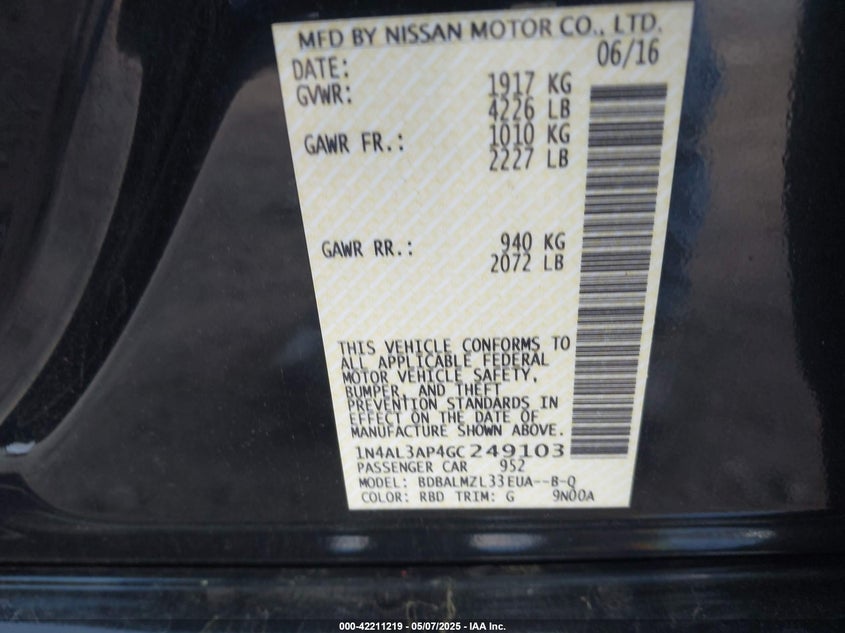 MFD BY NISSAN MOTOR CO., LTD.
DATE: 06/16
GVWR: 1917 KG
4226 LB
GAWR FR.: 1010 KG
2227 LB
GAWR RR.: 940 KG
2072 LB
THIS VEHICLE CONFORMS TO
ALL APPLICABLE FEDERAL
MOTOR VEHICLE SAFETY,
BUMPER, AND THEFT
PREVENTION STANDARDS IN
EFFECT ON THE DATE OF
MANUFACTURE SHOWN ABOVE.
1N4AL3AP4GC249103
PASSENGER CAR 952
MODEL: BDBALMZL33EUA--B-Q
COLOR: RBD TRIM: G 9N00A
000-42211219 - 05/07/2025 - IAA Inc.